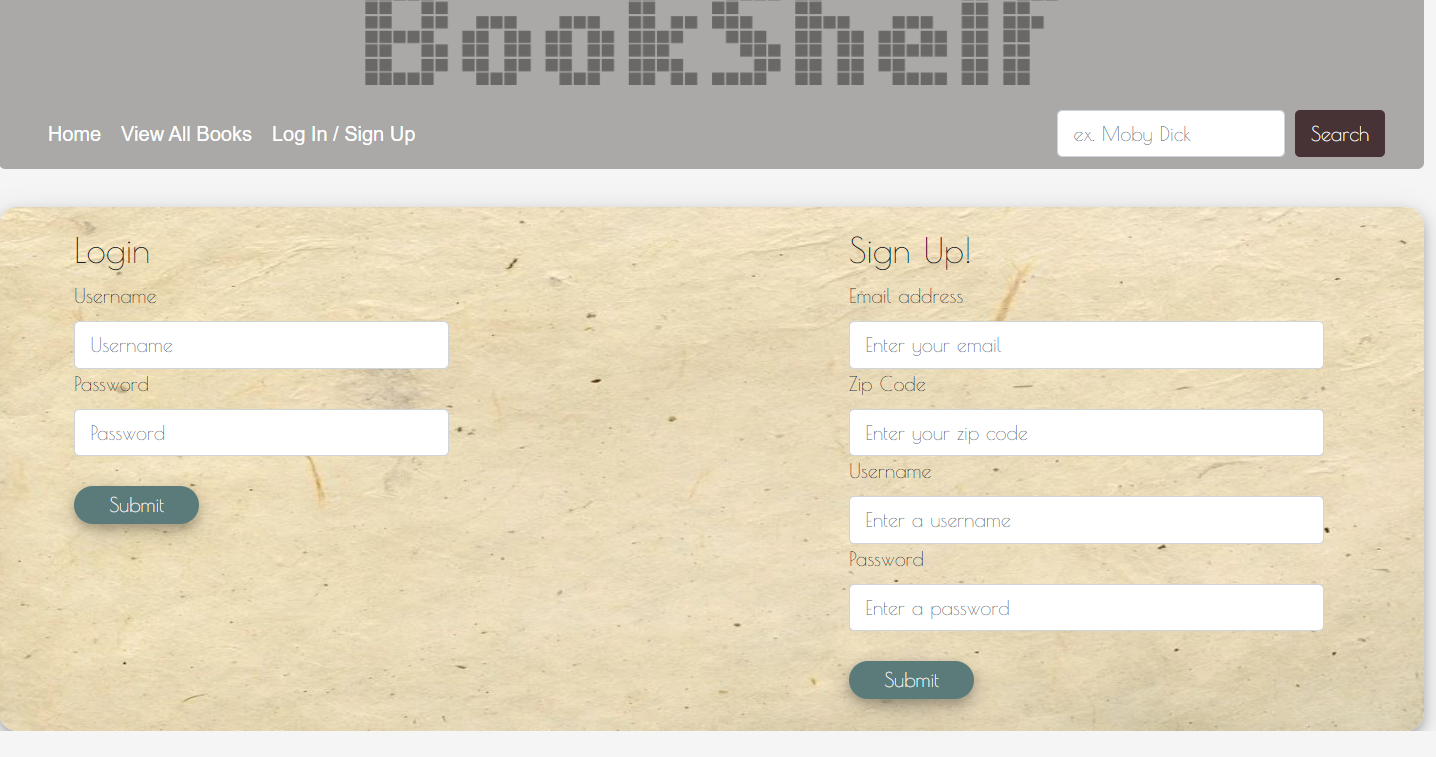 BookShelf
Home View All Books Log In / Sign Up ex. Moby Dick Search
Login
Username
Username
Password
Password
Submit
Sign Up!
Email address
Enter your email
Zip Code
Enter your zip code
Username
Enter a username
Password
Enter a password
Submit